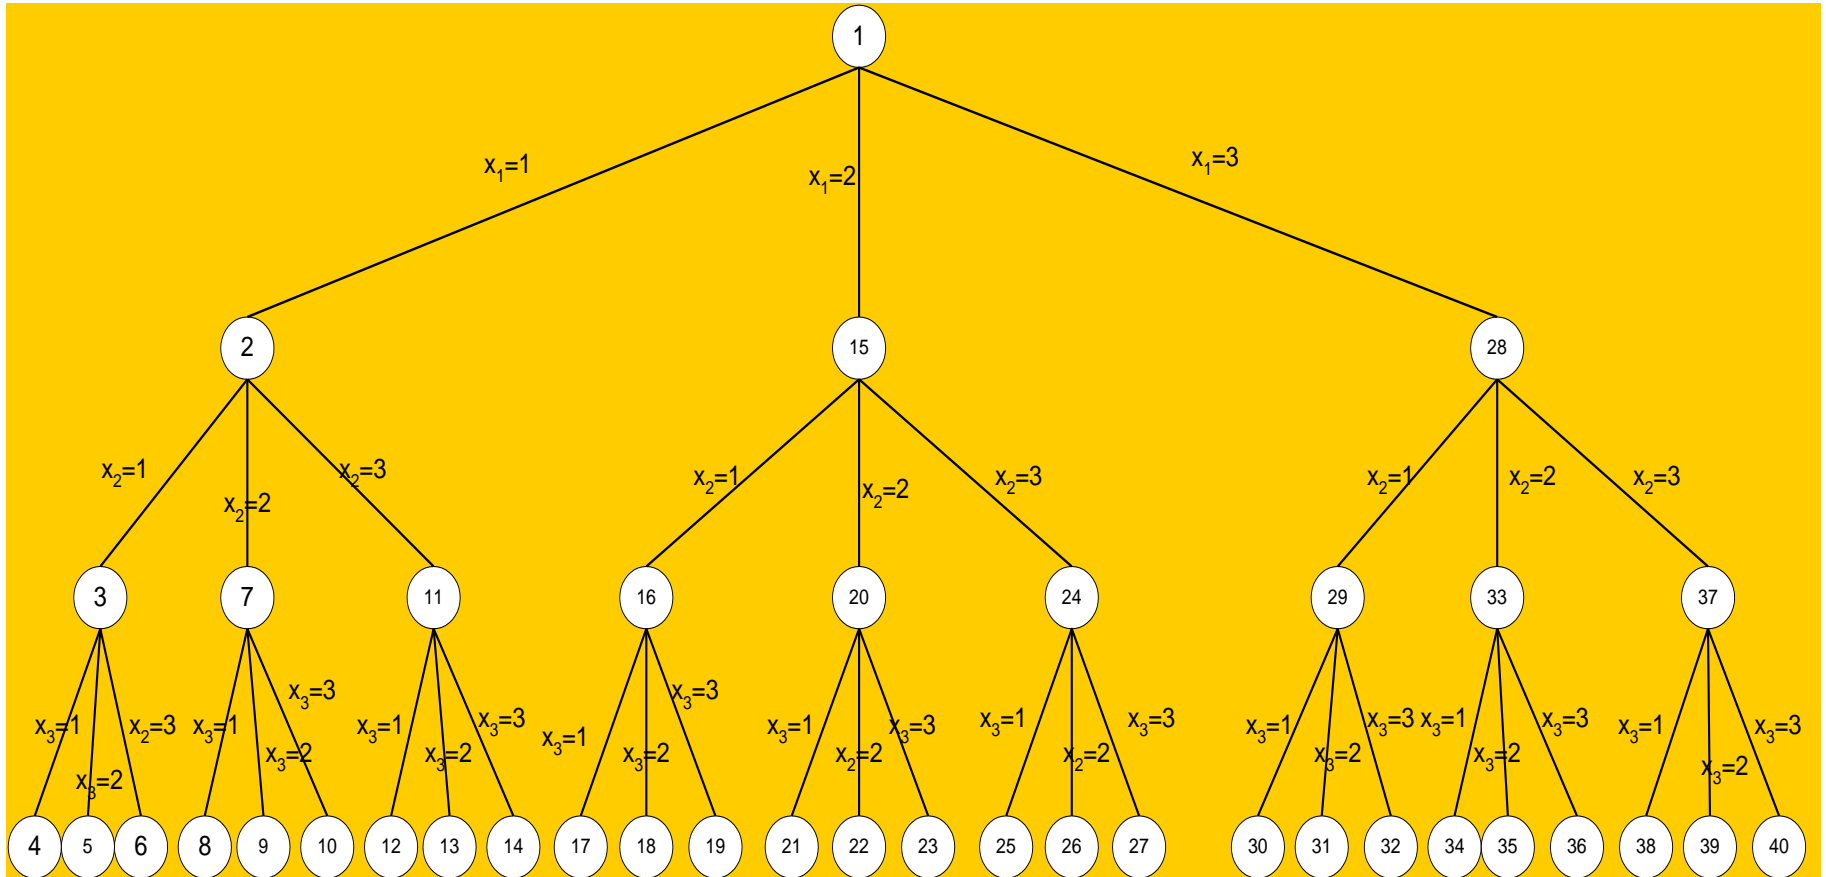 1
x₁=1
x₁=2
x₁=3
2
15
28
x₂=1
x₂=2
x₂=3
x₂=1
x₂=2
x₂=3
x₂=1
x₂=2
x₂=3
3
7
11
16
20
24
29
33
37
x₃=1
x₃=2
x₂=3
x₃=1
x₃=2
x₃=3
x₃=1
x₃=2
x₃=3
x₃=1
x₃=2
x₃=3
x₃=1
x₂=2
x₃=3
x₃=1
x₂=2
x₃=3
x₃=1
x₃=2
x₃=3
x₃=1
x₃=2
x₃=3
x₃=1
x₃=2
x₃=3
4
5
6
8
9
10
12
13
14
17
18
19
21
22
23
25
26
27
30
31
32
34
35
36
38
39
40